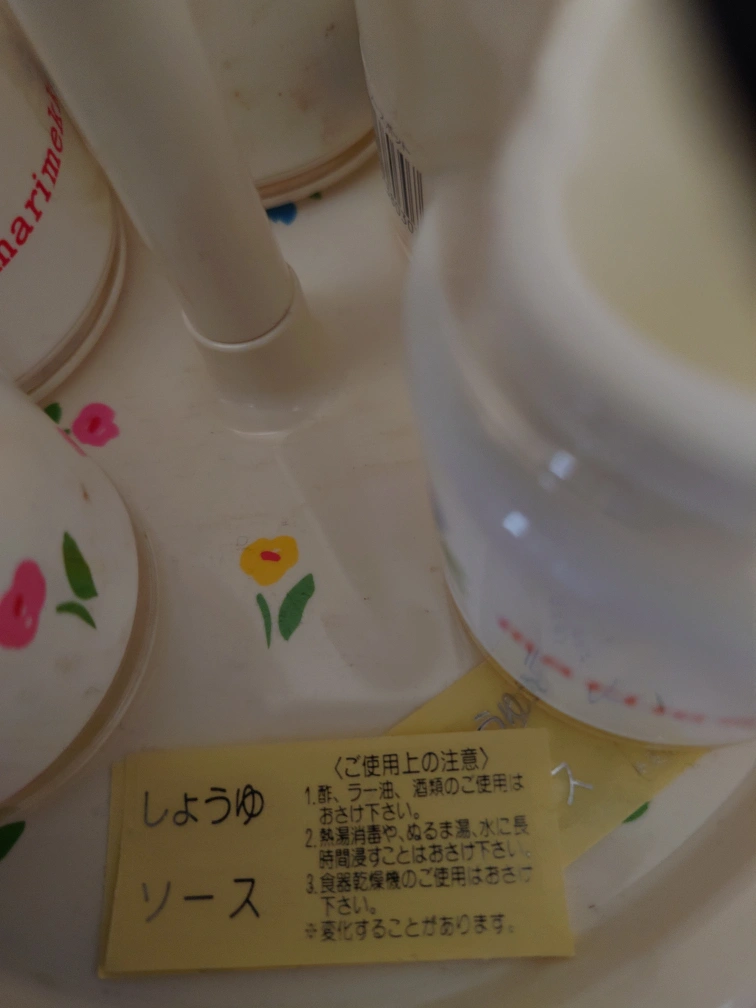 marimek
しょうゆ
ソース
〈ご使用上の注意〉
1.酢、ラー油、酒類のご使用は
おさけ下さい。
2.熱湯消毒や、ぬるま湯、水に長
時間浸すことはおさけ下さい。
3.食器乾燥機のご使用はおさけ
下さい。
※変化することがあります。
うゆ
ス